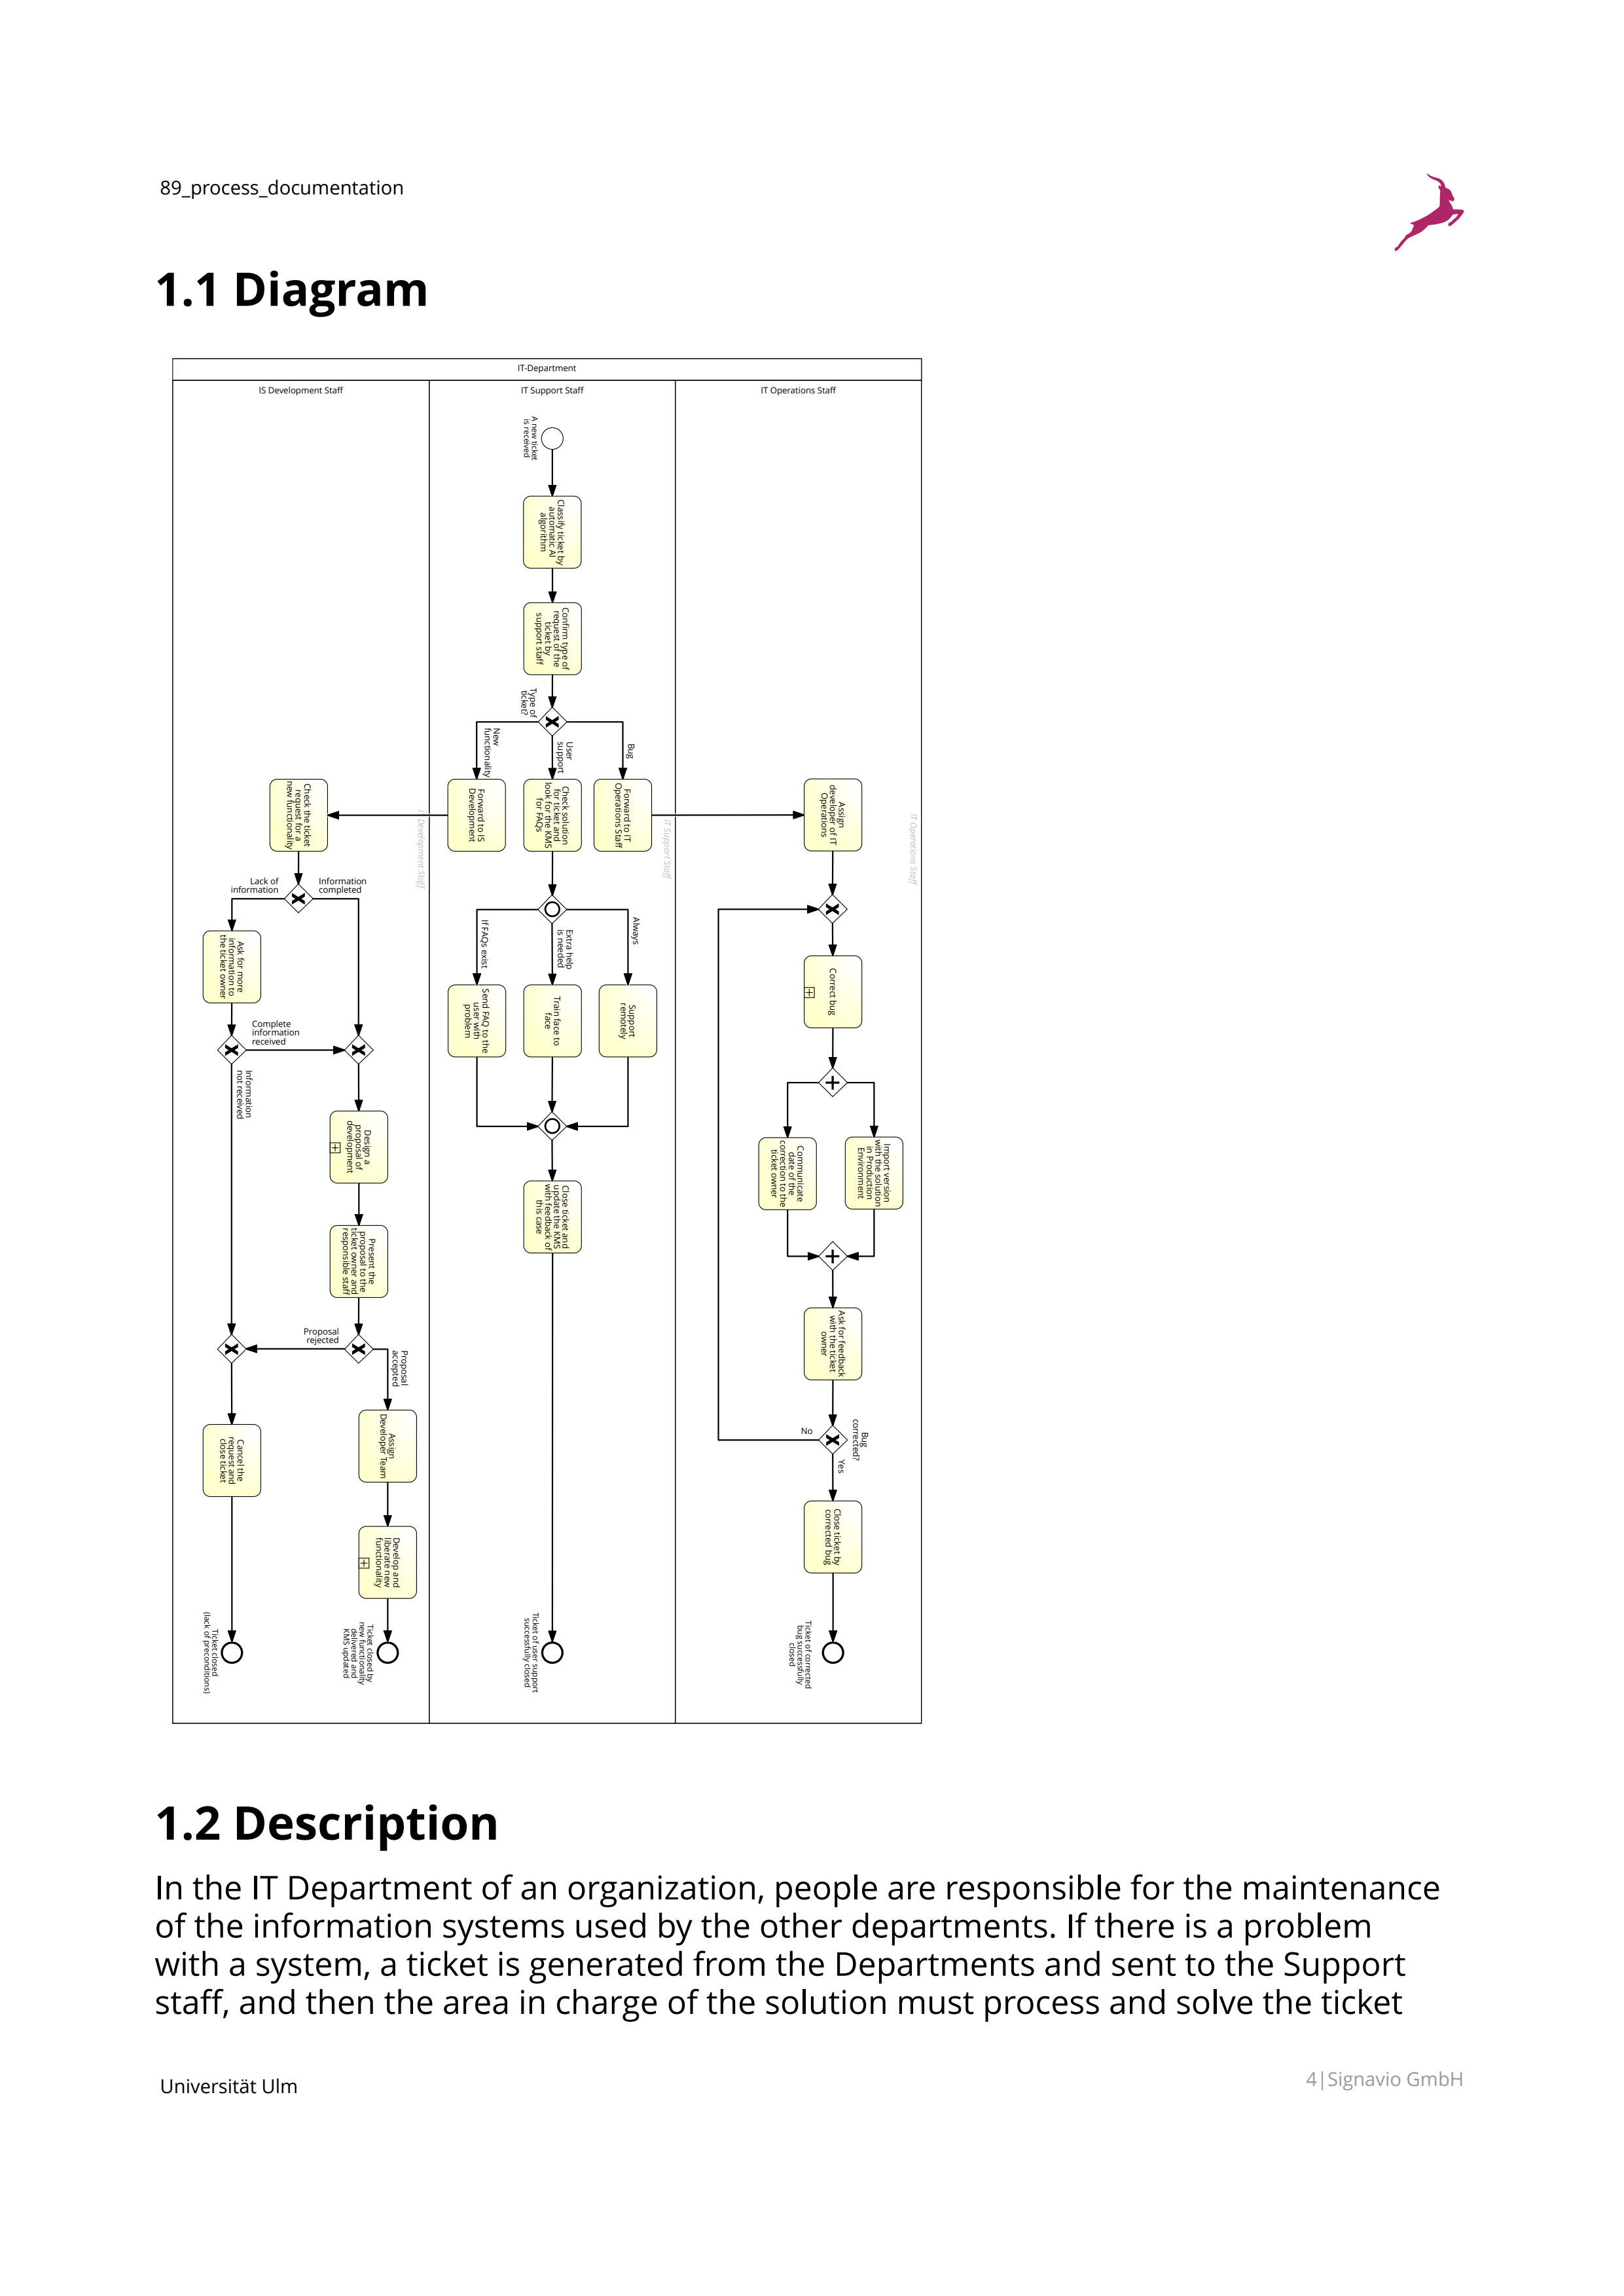 89_process_documentation
1.1 Diagram
IT-Department
IS Development Staff
IT Support Staff
IT Operations Staff
A new ticket
is received
Classify ticket by
automatic AI
algorithm
Confirm type of
request of the
ticket by
support staff
Type of
ticket?
New
functionality
User
support
Bug
Forward to IS
Development
Check solution
for ticket and
look for the KMS
for FAQs
Forward to IT
Operations Staff
Assign
developer of IT
Operations
Check the ticket
request for a
new functionality
IT Support Staff
IT Operations Staff
Lack of
information
Information
completed
Ask for more
information to
the ticket owner
Complete
information
received
Information
not received
If FAQs exist
Extra help
is needed
Always
Send FAQ to the
user with
problem
Train face to
face
Support
remotely
Correct bug
Design a
proposal of
development
Communicate
date of the
correction to the
ticket owner
Import version
with the solution
in Production
Environment
Close ticket and
update the KMS
with feedback of
this case
Present the
proposal to the
ticket owner and
responsible staff
Ask for feedback
with the ticket
owner
Proposal
rejected
Proposal
accepted
Bug
corrected?
No
Yes
Assign
Developer Team
Cancel the
request and
close ticket
Close ticket by
corrected bug
Develop and
liberate new
functionality
Ticket closed
(lack of preconditions)
Ticket closed by
new functionality
delivered and
KMS updated
Ticket of user support
successfully closed
Ticket of corrected
bug successfully
closed
1.2 Description
In the IT Department of an organization, people are responsible for the maintenance
of the information systems used by the other departments. If there is a problem
with a system, a ticket is generated from the Departments and sent to the Support
staff, and then the area in charge of the solution must process and solve the ticket
Universität Ulm
4|Signavio GmbH